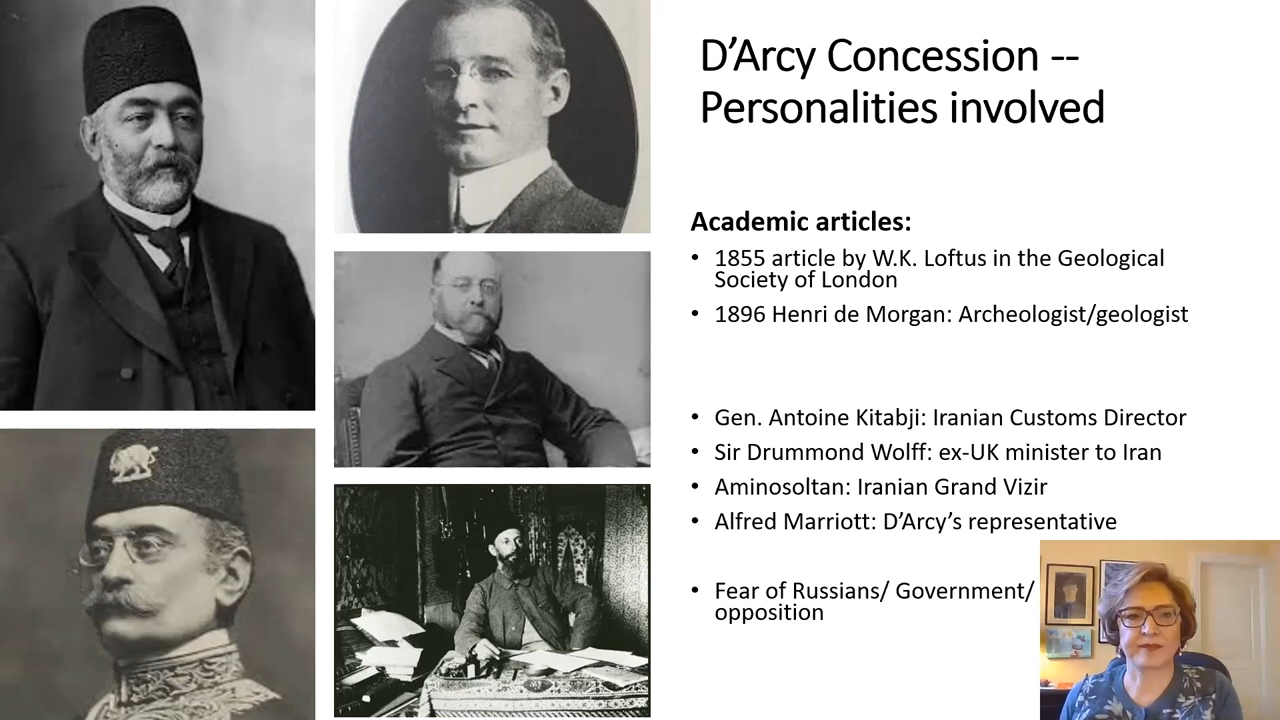 D’Arcy Concession --
Personalities involved
Academic articles:
• 1855 article by W.K. Loftus in the Geological
Society of London
• 1896 Henri de Morgan: Archeologist/geologist
• Gen. Antoine Kitabji: Iranian Customs Director
• Sir Drummond Wolff: ex-UK minister to Iran
• Aminosoltan: Iranian Grand Vizir
• Alfred Marriott: D’Arcy’s representative
• Fear of Russians/ Government/
opposition